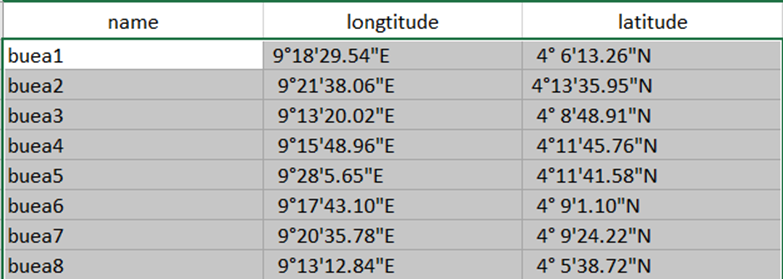 name longtitude latitude
buea1 9°18'29.54"E 4° 6'13.26"N
buea2 9°21'38.06"E 4°13'35.95"N
buea3 9°13'20.02"E 4° 8'48.91"N
buea4 9°15'48.96"E 4°11'45.76"N
buea5 9°28'5.65"E 4°11'41.58"N
buea6 9°17'43.10"E 4° 9'1.10"N
buea7 9°20'35.78"E 4° 9'24.22"N
buea8 9°13'12.84"E 4° 5'38.72"N